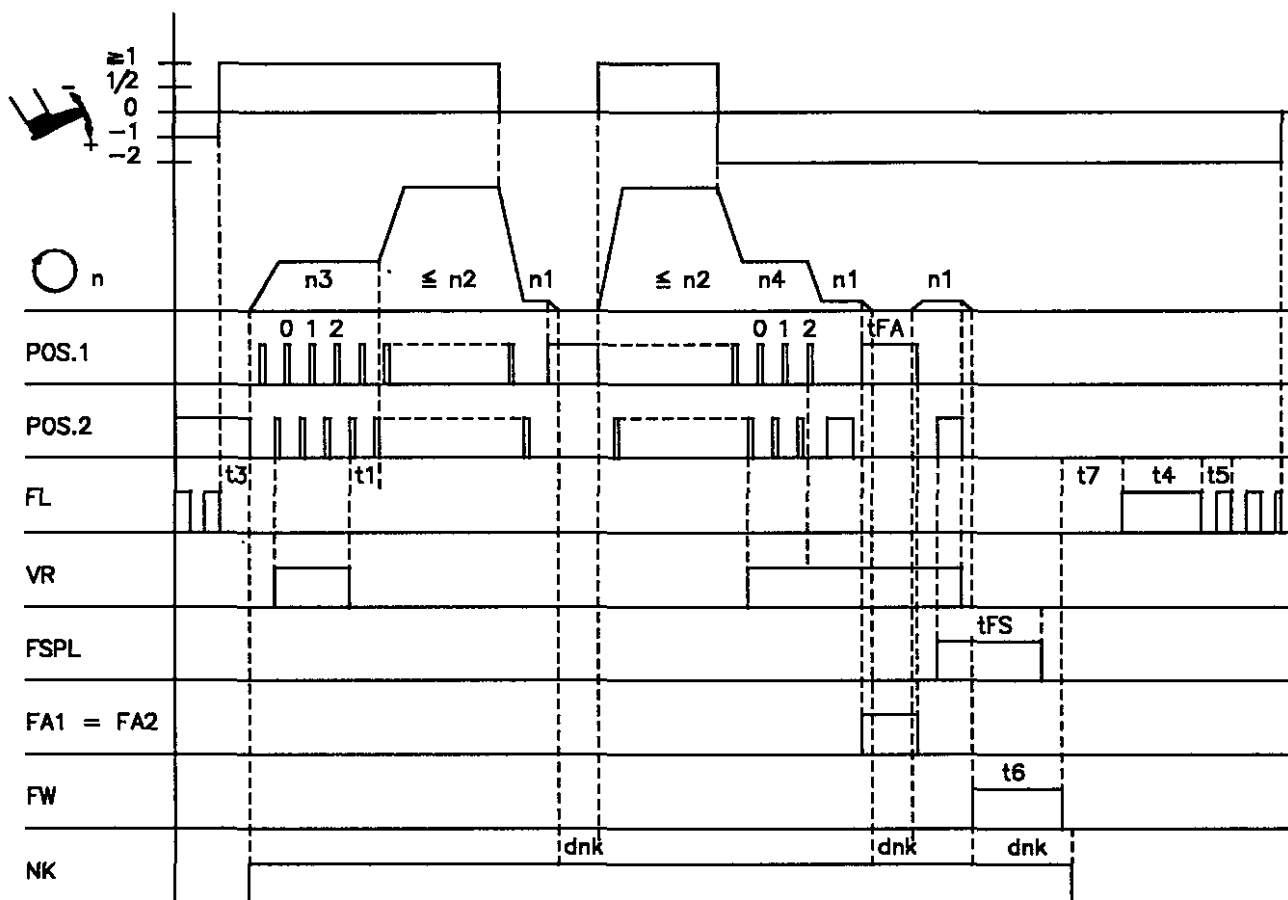 ≥1
1/2
0
-1
-2
- +
n n3 ≤ n2 n1 ≤ n2 n4 n1 n1
0 1 2 0 1 2 tFA
POS.1
POS.2
t3 t1 t7 t4 t5
FL
VR
tFS
FSPL
FA1 = FA2
t6
FW
dnk dnk dnk
NK